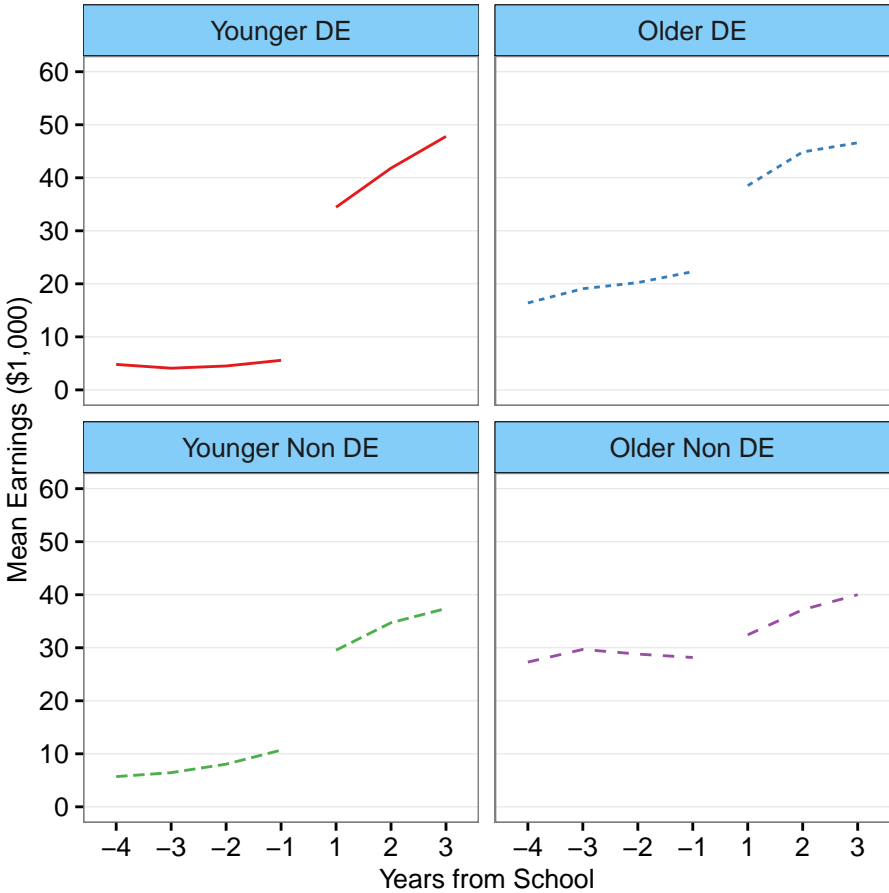 Younger DE
Older DE
60
50
40
30
20
10
0
Younger Non DE
Older Non DE
60
50
40
30
20
10
0
Mean Earnings ($1,000)
−4 −3 −2 −1 1 2 3
−4 −3 −2 −1 1 2 3
Years from School